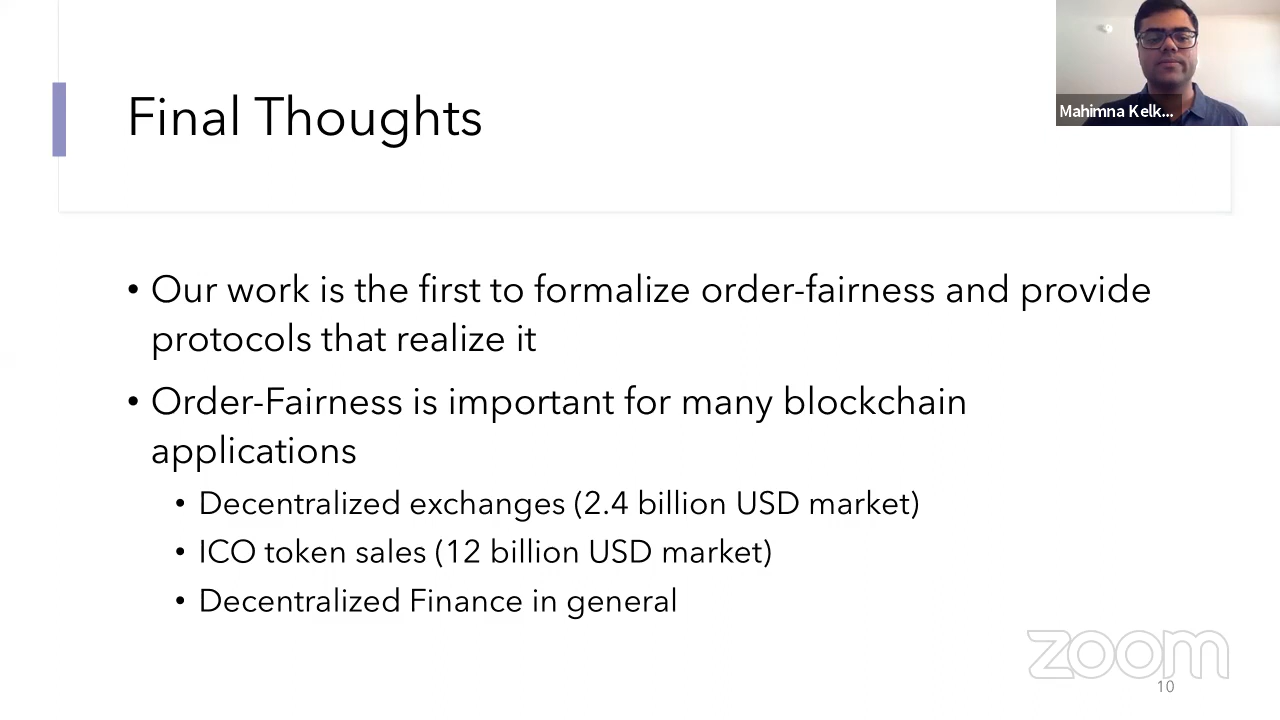 Final Thoughts
Mahimna Kelk...
• Our work is the first to formalize order-fairness and provide
protocols that realize it
• Order-Fairness is important for many blockchain
applications
• Decentralized exchanges (2.4 billion USD market)
• ICO token sales (12 billion USD market)
• Decentralized Finance in general
zoom
10